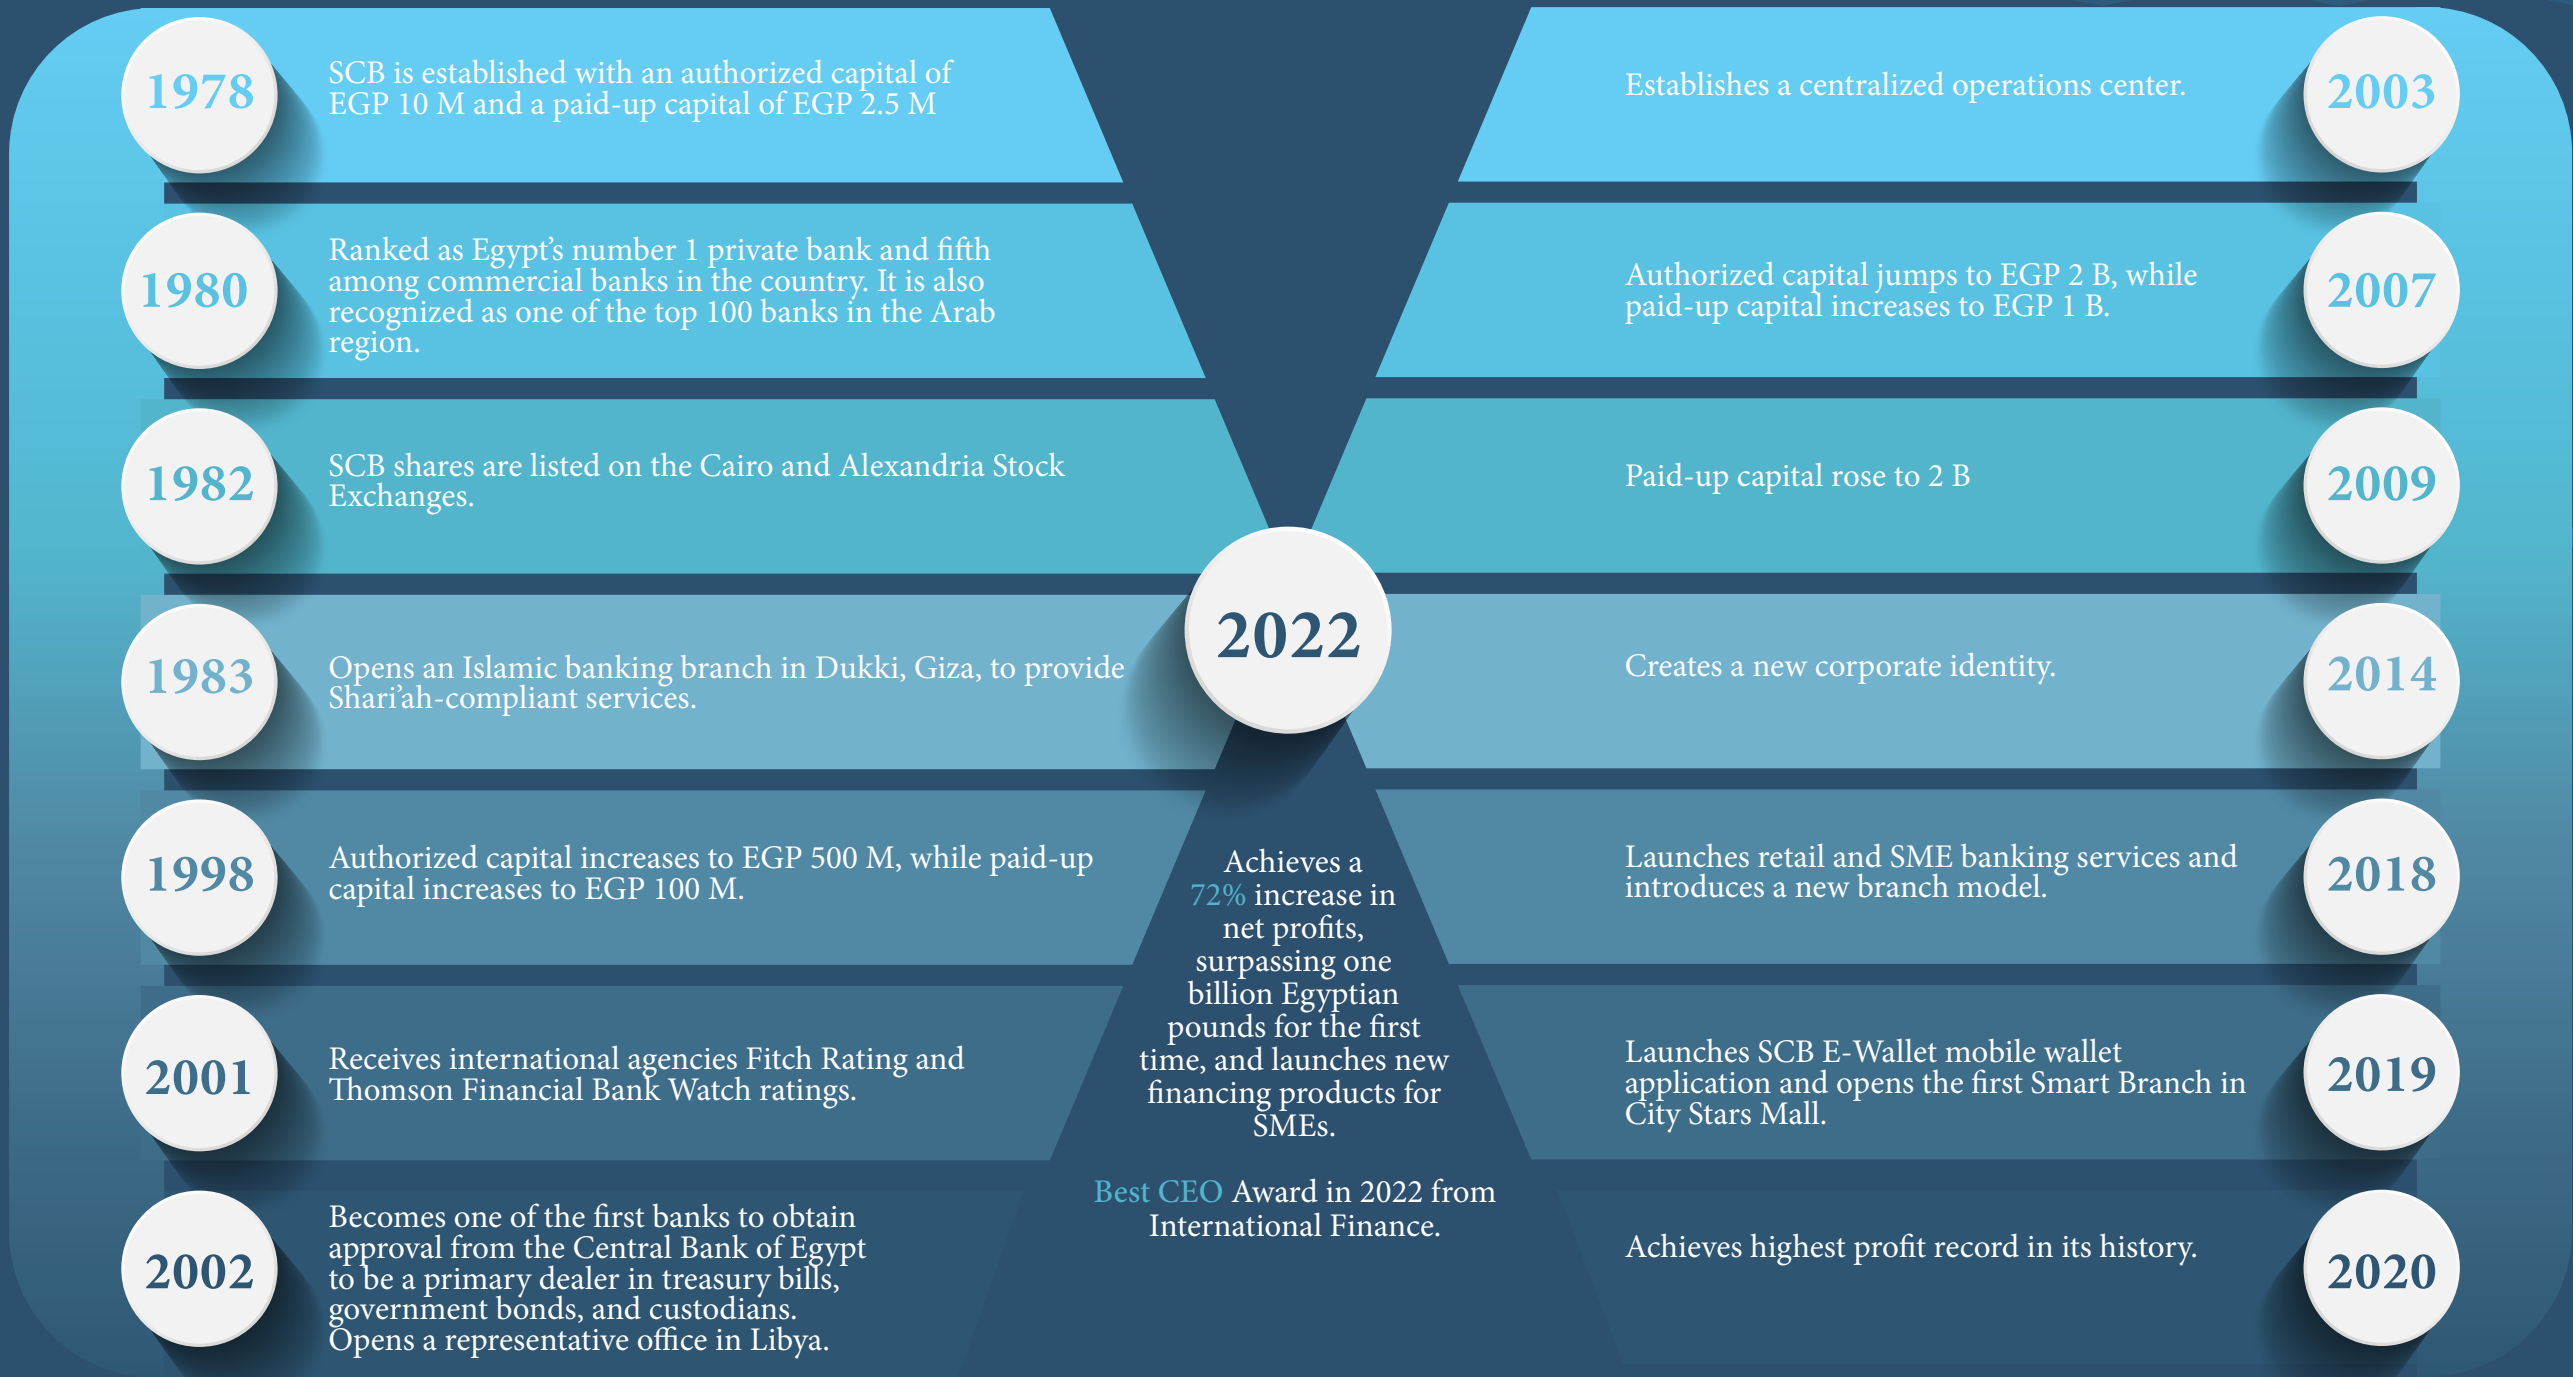 1978
SCB is established with an authorized capital of
EGP 10 M and a paid-up capital of EGP 2.5 M
1980
Ranked as Egypt’s number 1 private bank and fifth
among commercial banks in the country. It is also
recognized as one of the top 100 banks in the Arab
region.
1982
SCB shares are listed on the Cairo and Alexandria Stock
Exchanges.
1983
Opens an Islamic banking branch in Dukki, Giza, to provide
Shari’ah-compliant services.
1998
Authorized capital increases to EGP 500 M, while paid-up
capital increases to EGP 100 M.
2001
Receives international agencies Fitch Rating and
Thomson Financial Bank Watch ratings.
2002
Becomes one of the first banks to obtain
approval from the Central Bank of Egypt
to be a primary dealer in treasury bills,
government bonds, and custodians.
Opens a representative office in Libya.
2003
Establishes a centralized operations center.
2007
Authorized capital jumps to EGP 2 B, while
paid-up capital increases to EGP 1 B.
2009
Paid-up capital rose to 2 B
2014
Creates a new corporate identity.
2018
Launches retail and SME banking services and
introduces a new branch model.
2019
Launches SCB E-Wallet mobile wallet
application and opens the first Smart Branch in
City Stars Mall.
2020
Achieves highest profit record in its history.
2022
Achieves a
72% increase in
net profits,
surpassing one
billion Egyptian
pounds for the first
time, and launches new
financing products for
SMEs.
Best CEO Award in 2022 from
International Finance.